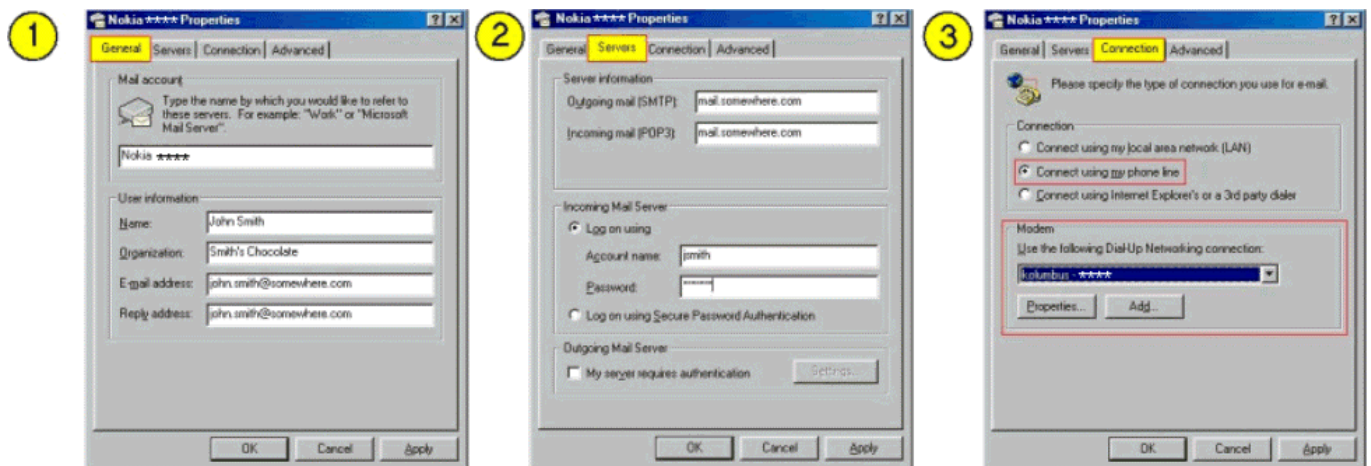 1
Nokia **** Properties
General Servers Connection Advanced
Mail account
Type the name by which you would like to refer to
these servers. For example: "Work" or "Microsoft
Mail Server".
Nokia ****
User information
Name: John Smith
Organization: Smith's Chocolate
E-mail address: john.smith@somewhere.com
Reply address: john.smith@somewhere.com
OK Cancel Apply
2
Nokia **** Properties
General Servers Connection Advanced
Server information
Outgoing mail (SMTP): mail.somewhere.com
Incoming mail (POP3): mail.somewhere.com
Incoming Mail Server
Log on using
Account name: jsmith
Password: ******
Log on using Secure Password Authentication
Outgoing Mail Server
My server requires authentication Settings...
OK Cancel Apply
3
Nokia **** Properties
General Servers Connection Advanced
Please specify the type of connection you use for e-mail.
Connection
Connect using my local area network (LAN)
Connect using my phone line
Connect using Internet Explorer's or a 3rd party dialer
Modem
Use the following Dial-Up Networking connection:
kolumbus - ****
Properties... Add...
OK Cancel Apply